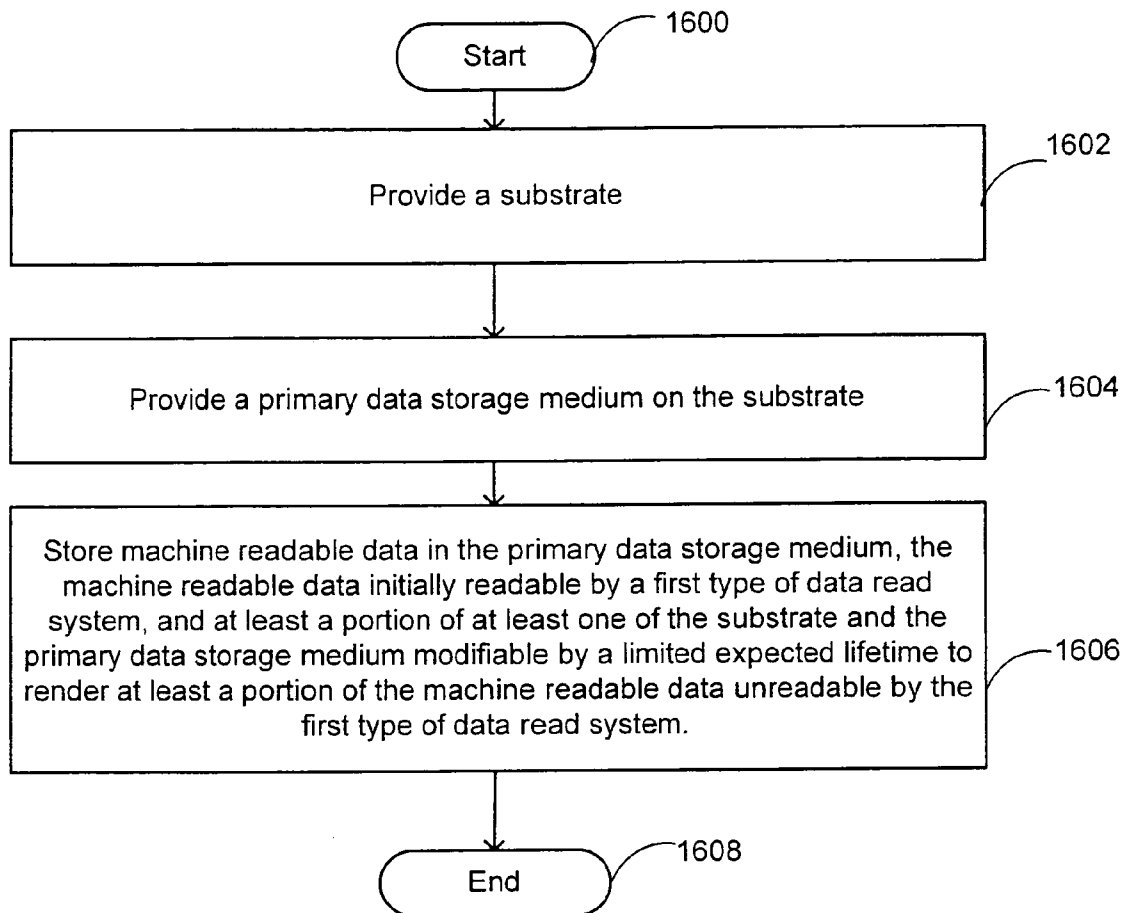 1600
Start
1602
Provide a substrate
Provide a primary data storage medium on the substrate
1604
Store machine readable data in the primary data storage medium, the
machine readable data initially readable by a first type of data read
system, and at least a portion of at least one of the substrate and the
primary data storage medium modifiable by a limited expected lifetime to
render at least a portion of the machine readable data unreadable by the
first type of data read system.
1606
End
1608